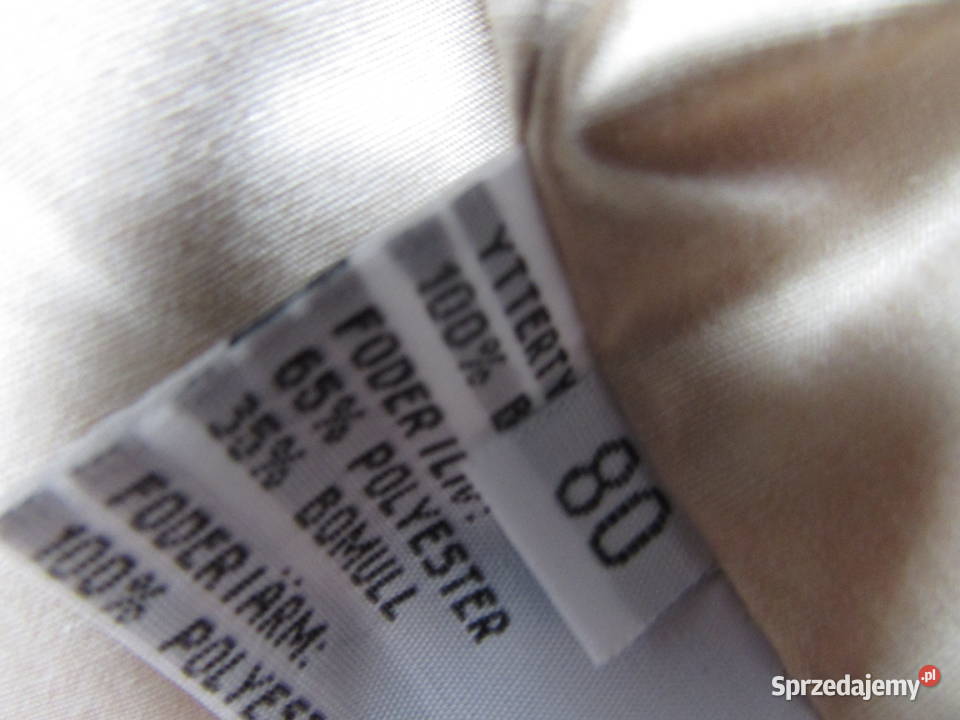 YTTERTY
100% B
80
FODER/LIV:
65% POLYESTER
35% BOMULL
FODER/ÄRM:
100% POLYES
Sprzedajemy.pl